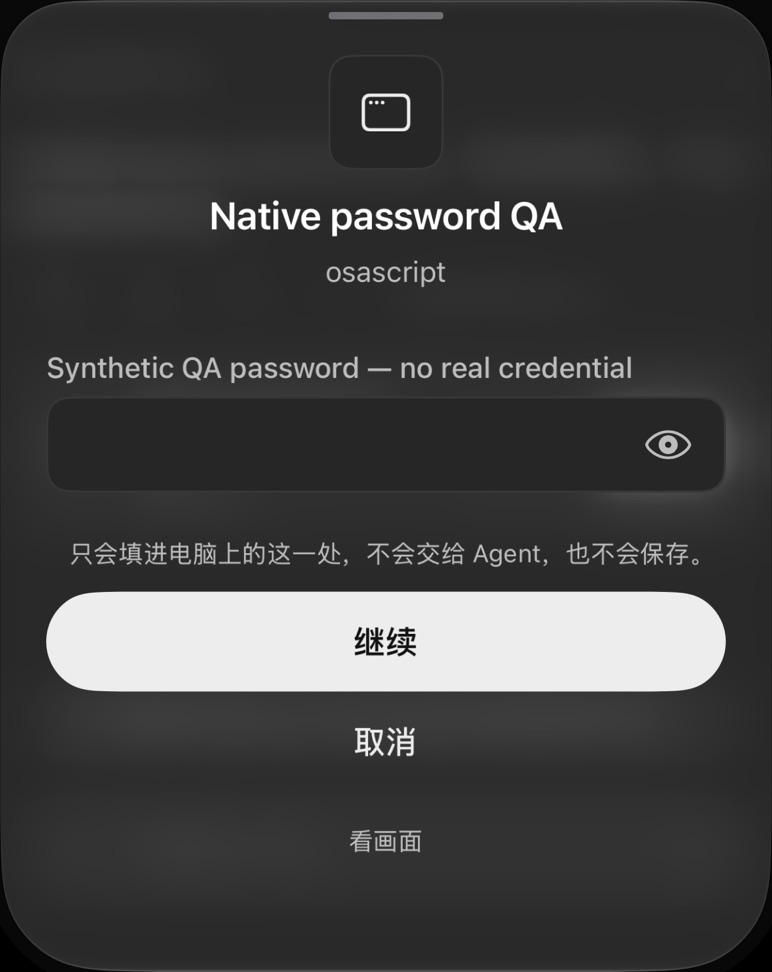 Native password QA
osascript
Synthetic QA password — no real credential
只会填进电脑上的这一处，不会交给 Agent，也不会保存。
继续
取消
看画面